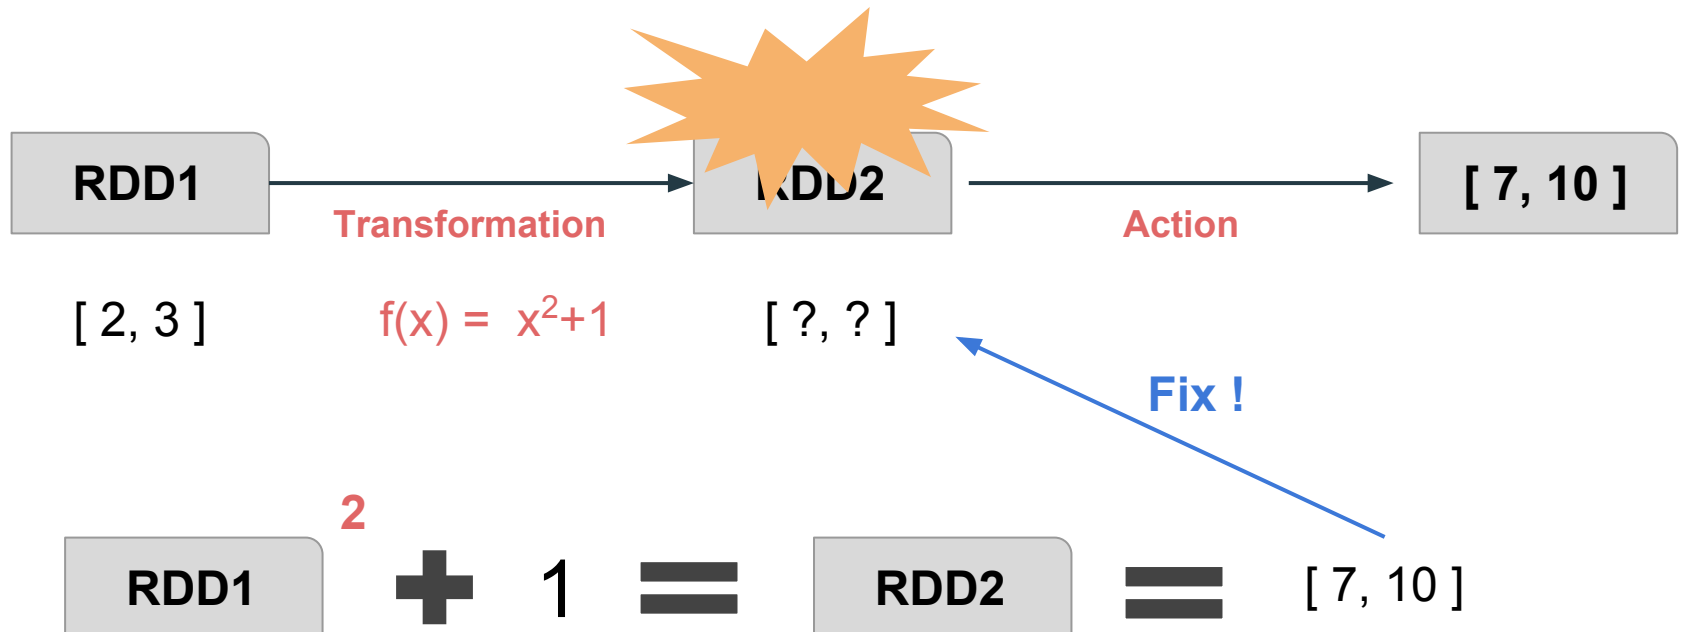 RDD1
RDD2
[ 7, 10 ]
Transformation
Action
[ 2, 3 ]
f(x) = x²+1
[ ?, ? ]
Fix !
2
RDD1 + 1 = RDD2 = [ 7, 10 ]